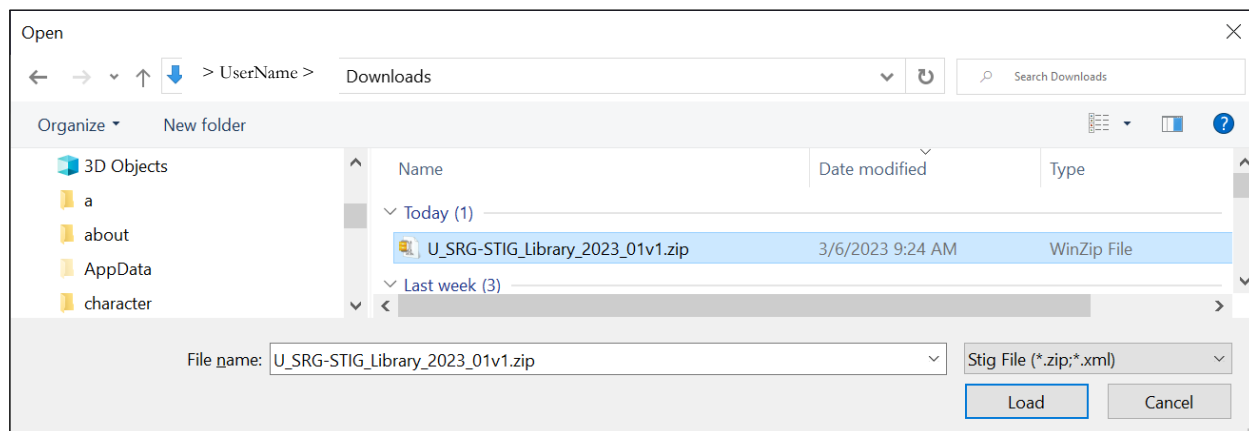 Open
> UserName > Downloads Search Downloads
Organize New folder
3D Objects
a
about
AppData
character
Name Date modified Type
Today (1)
U_SRG-STIG_Library_2023_01v1.zip 3/6/2023 9:24 AM WinZip File
Last week (3)
File name: U_SRG-STIG_Library_2023_01v1.zip Stig File (*.zip;*.xml)
Load Cancel